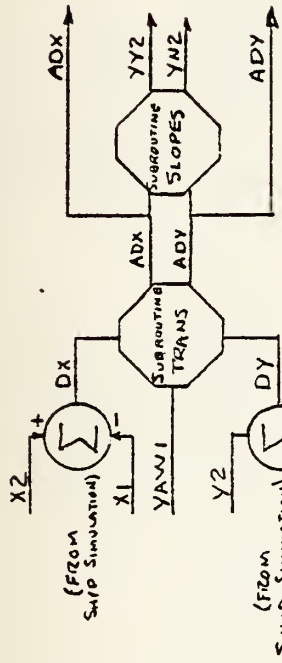 X2
+
(FROM
SHIP SIMULATION)
Σ
DX
X1
-
YAW1
SUBROUTINE
TRANS
ADX
ADY
SUBROUTINE
SLOPES
ADX
YY2
YN2
ADY
DY
Y2
(FROM